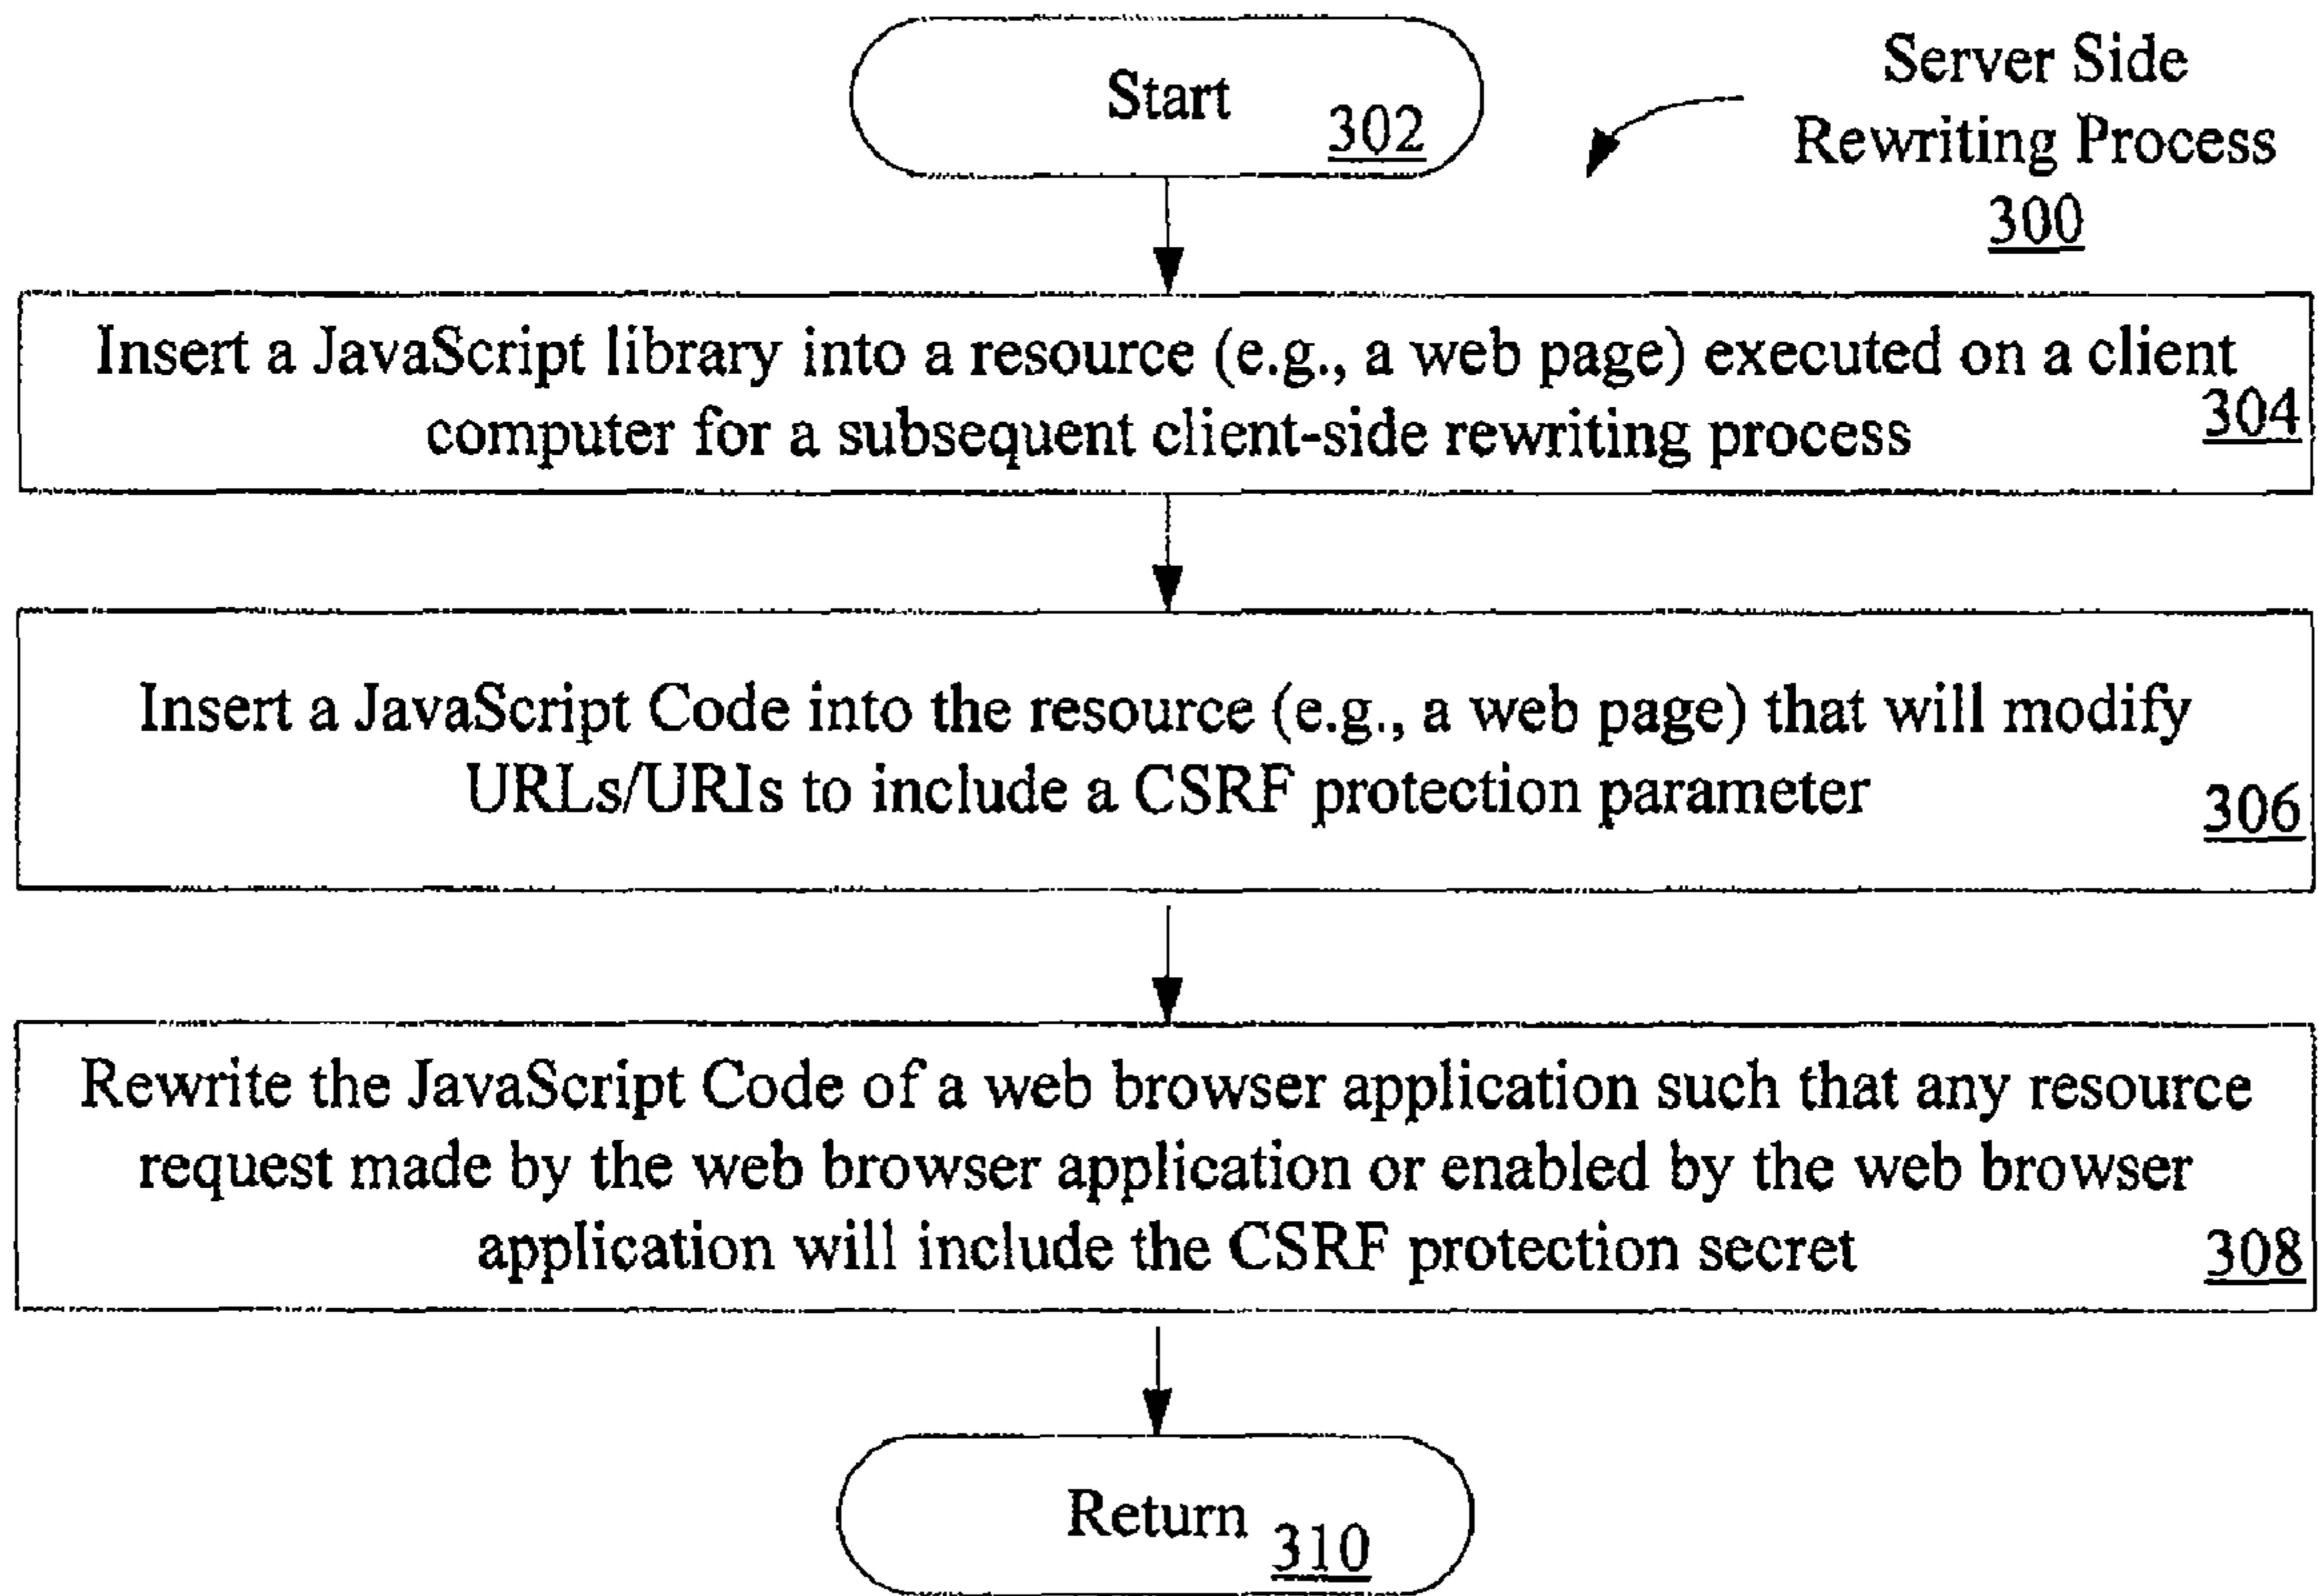 Start 302
Server Side
Rewriting Process
300
Insert a JavaScript library into a resource (e.g., a web page) executed on a client
computer for a subsequent client-side rewriting process 304
Insert a JavaScript Code into the resource (e.g., a web page) that will modify
URLs/URIs to include a CSRF protection parameter 306
Rewrite the JavaScript Code of a web browser application such that any resource
request made by the web browser application or enabled by the web browser
application will include the CSRF protection secret 308
Return 310